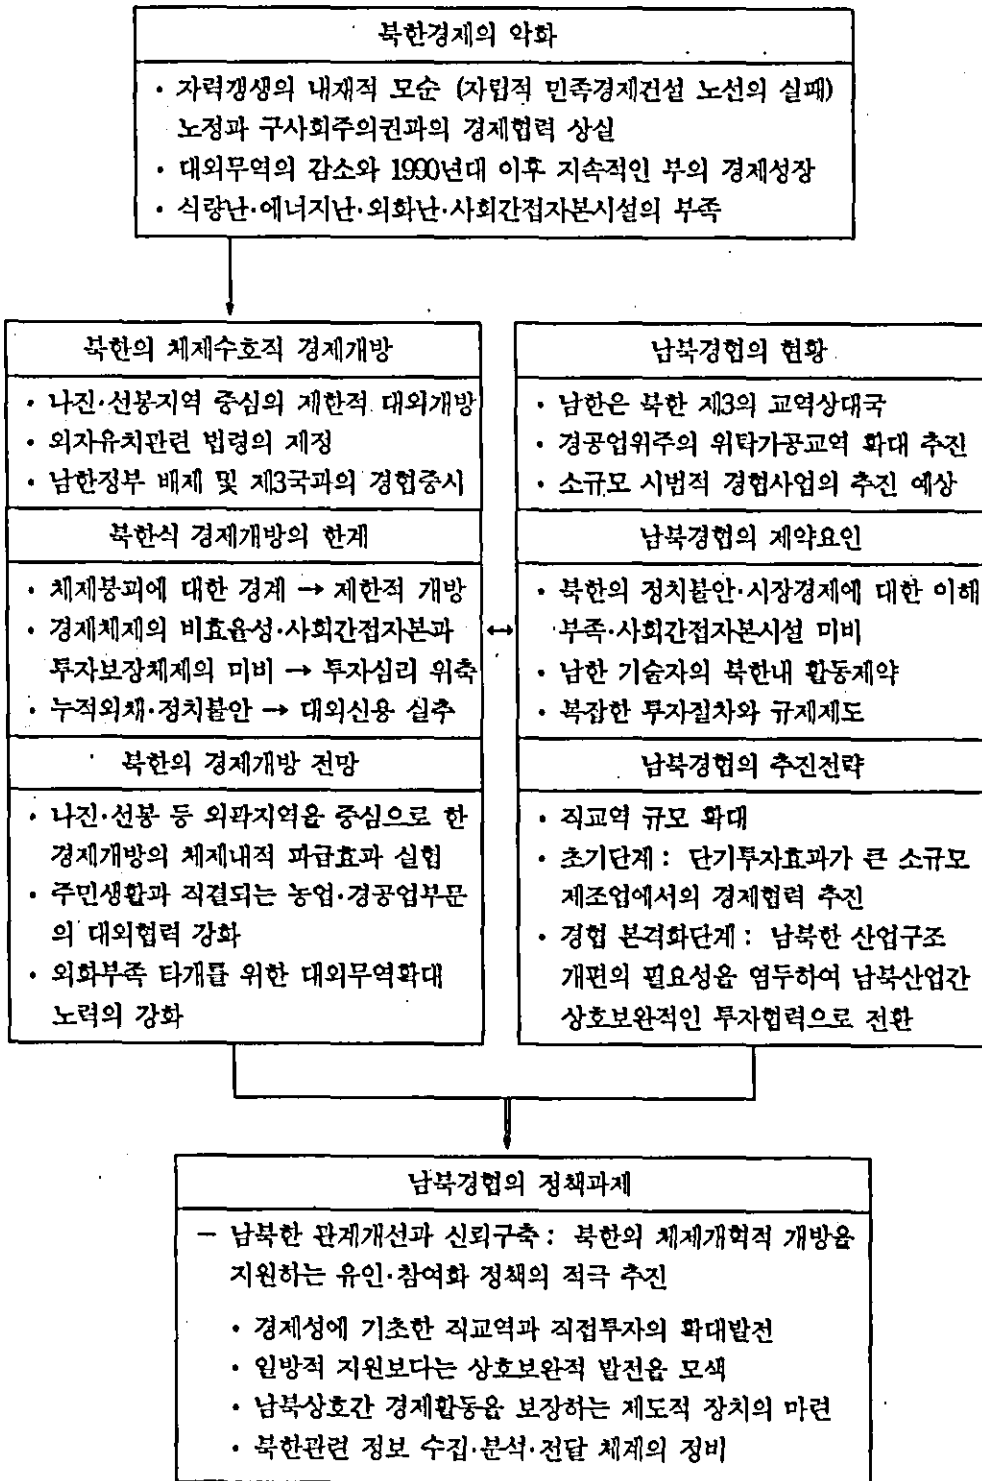 북한경제의 악화
· 자력갱생의 내재적 모순 (자립적 민족경제건설 노선의 실패)
노정과 구사회주의권과의 경제협력 상실
· 대외무역의 감소와 1990년대 이후 지속적인 부의 경제성장
· 식량난·에너지난·외화난·사회간접자본시설의 부족
북한의 체제수호적 경제개방
· 나진·선봉지역 중심의 제한적 대외개방
· 외자유치관련 법령의 제정
· 남한정부 배제 및 제3국과의 경협중시
북한식 경제개방의 한계
· 체제붕괴에 대한 경계 → 제한적 개방
· 경제체제의 비효율성·사회간접자본과
투자보장체제의 미비 → 투자심리 위축
· 누적외채·정치불안 → 대외신용 실추
북한의 경제개방 전망
· 나진·선봉 등 외곽지역을 중심으로 한
경제개방의 체제내적 파급효과 실험
· 주민생활과 직결되는 농업·경공업부문
의 대외협력 강화
· 외화부족 타개를 위한 대외무역확대
노력의 강화
↔
남북경협의 현황
· 남한은 북한 제3의 교역상대국
· 경공업위주의 위탁가공교역 확대 추진
· 소규모 시범적 경협사업의 추진 예상
남북경협의 제약요인
· 북한의 정치불안·시장경제에 대한 이해
부족·사회간접자본시설 미비
· 남한 기술자의 북한내 활동제약
· 복잡한 투자절차와 규제제도
남북경협의 추진전략
· 직교역 규모 확대
· 초기단계 : 단기투자효과가 큰 소규모
제조업에서의 경제협력 추진
· 경협 본격화단계 : 남북한 산업구조
개편의 필요성을 염두하여 남북산업간
상호보완적인 투자협력으로 전환
남북경협의 정책과제
- 남북한 관계개선과 신뢰구축 : 북한의 체제개혁적 개방을
지원하는 유인·참여화 정책의 적극 추진
· 경제성에 기초한 직교역과 직접투자의 확대발전
· 일방적 지원보다는 상호보완적 발전을 모색
· 남북상호간 경제활동을 보장하는 제도적 장치의 마련
· 북한관련 정보 수집·분석·전달 체계의 정비